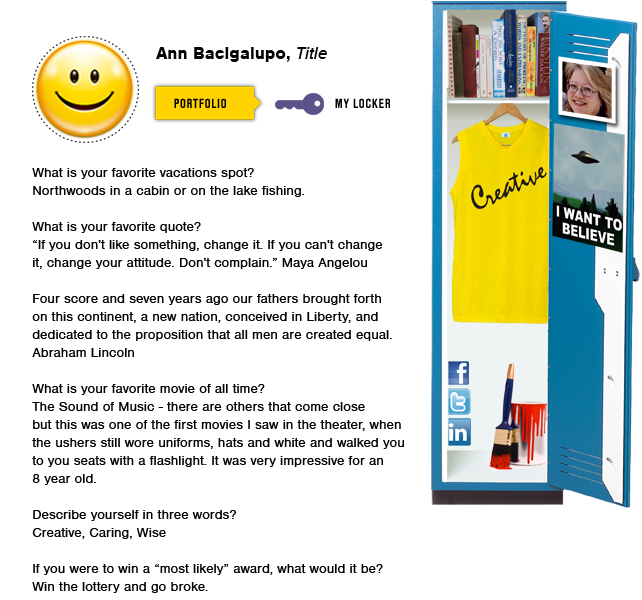 Ann Bacigalupo, Title
PORTFOLIO
MY LOCKER
What is your favorite vacations spot?
Northwoods in a cabin or on the lake fishing.
What is your favorite quote?
“If you don't like something, change it. If you can't change
it, change your attitude. Don't complain.” Maya Angelou
Four score and seven years ago our fathers brought forth
on this continent, a new nation, conceived in Liberty, and
dedicated to the proposition that all men are created equal.
Abraham Lincoln
What is your favorite movie of all time?
The Sound of Music - there are others that come close
but this was one of the first movies I saw in the theater, when
the ushers still wore uniforms, hats and white and walked you
to you seats with a flashlight. It was very impressive for an
8 year old.
Describe yourself in three words?
Creative, Caring, Wise
If you were to win a “most likely” award, what would it be?
Win the lottery and go broke.
Creative
I WANT TO
BELIEVE
f
t
in